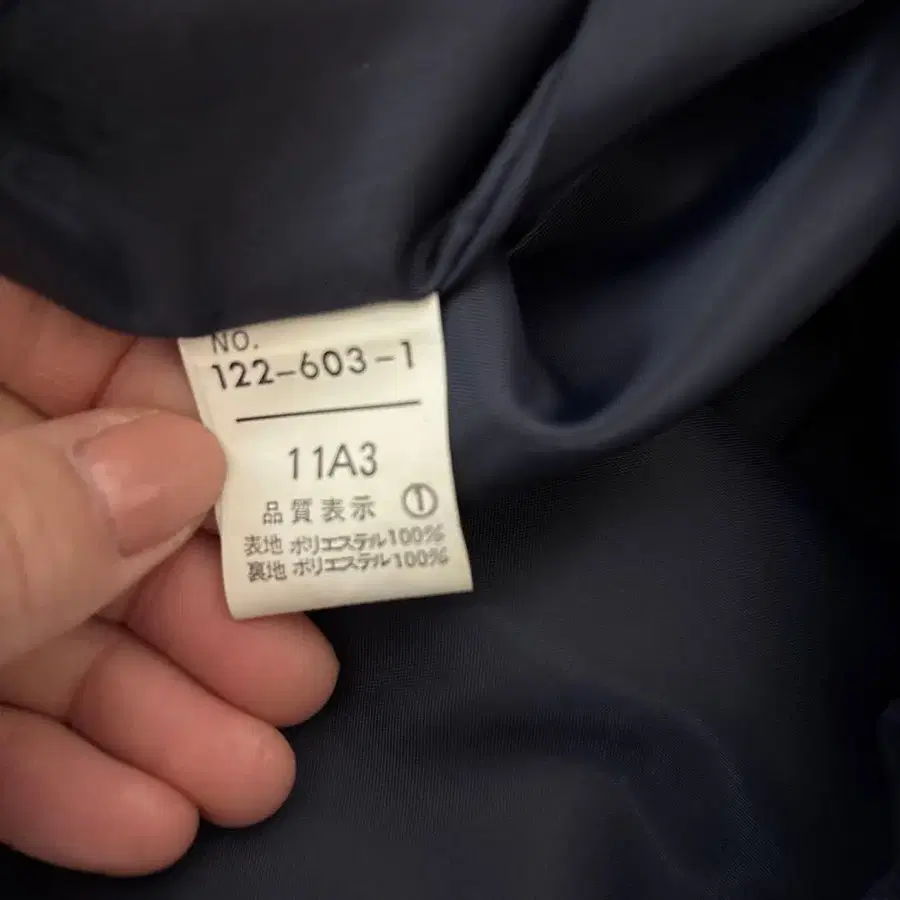 NO.
122-603-1
11A3
品質表示 ①
表地 ポリエステル100%
裏地 ポリエステル100%